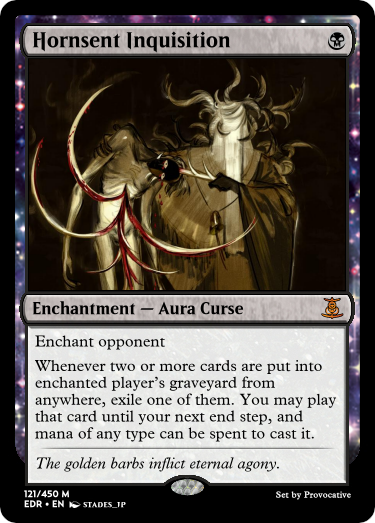 Hornsent Inquisition
Enchantment — Aura Curse
Enchant opponent
Whenever two or more cards are put into
enchanted player's graveyard from
anywhere, exile one of them. You may play
that card until your next end step, and
mana of any type can be spent to cast it.
The golden barbs inflict eternal agony.
121/450 M
EDR • EN STADES_JP
Set by Provocative